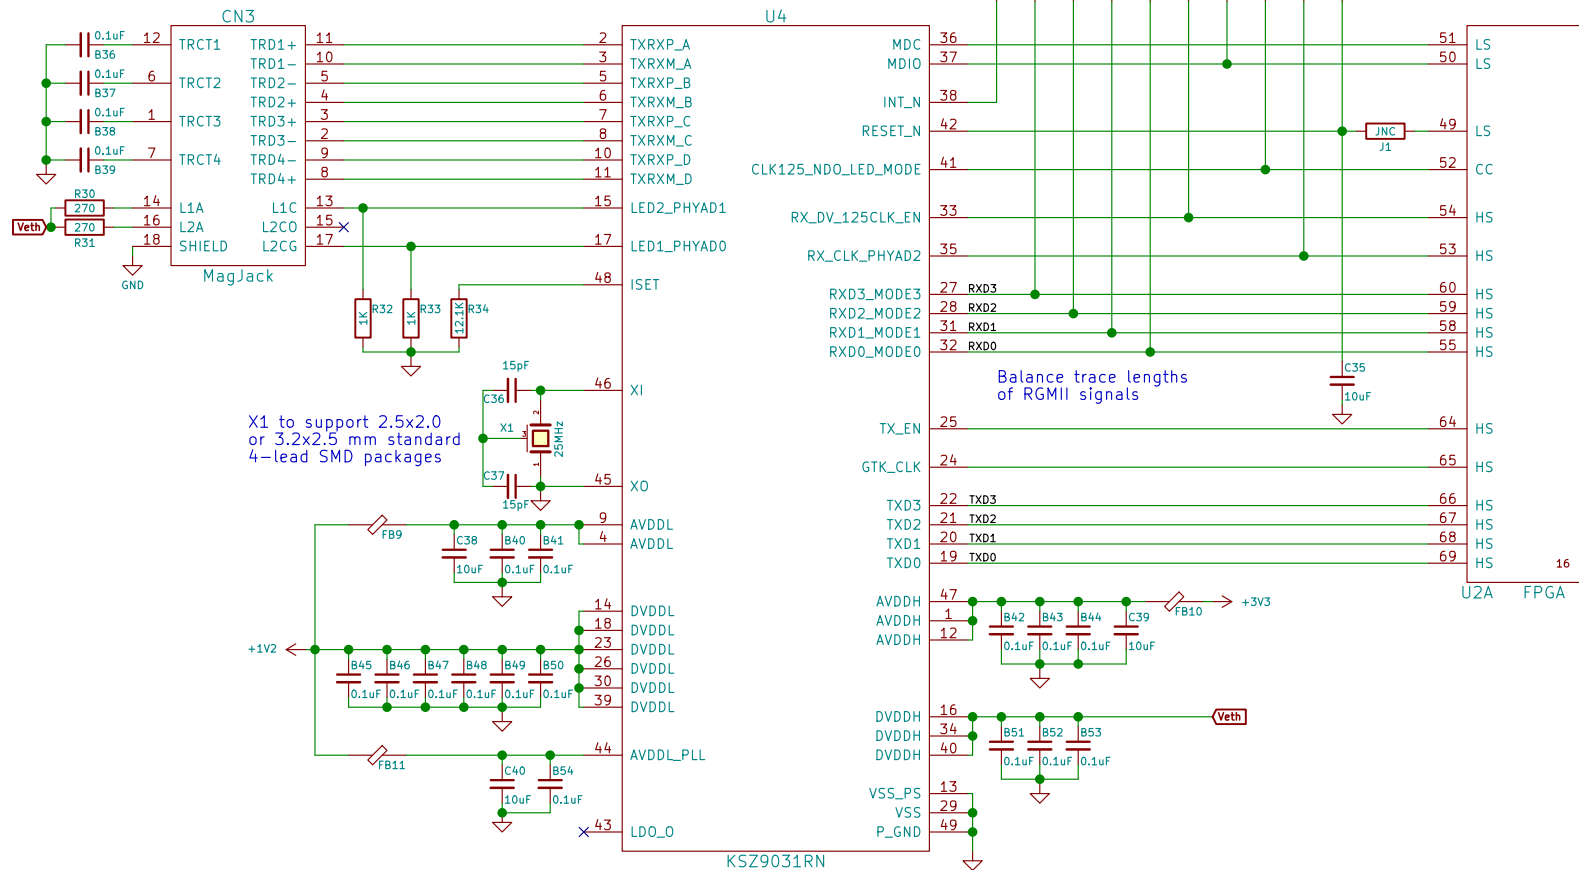 CN3
0.1uF
B36
12
TRCT1
TRD1+
11
TRD1-
10
0.1uF
B37
6
TRCT2
TRD2-
5
TRD2+
4
0.1uF
B38
1
TRCT3
TRD3+
3
TRD3-
2
0.1uF
B39
7
TRCT4
TRD4-
9
TRD4+
8
R30
270
14
L1A
L1C
13
Veth
270
R31
16
L2A
L2CO
15
18
SHIELD
L2CG
17
GND
MagJack
R32
1K
R33
1K
R34
12.1K
15pF
C36
X1
2
3
1
25MHz
C37
15pF
X1 to support 2.5x2.0
or 3.2x2.5 mm standard
4-lead SMD packages
FB9
C38
10uF
B40
0.1uF
B41
0.1uF
+1V2
B45
0.1uF
B46
0.1uF
B47
0.1uF
B48
0.1uF
B49
0.1uF
B50
0.1uF
FB11
C40
10uF
B54
0.1uF
U4
2
TXRXP_A
3
TXRXM_A
5
TXRXP_B
6
TXRXM_B
7
TXRXP_C
8
TXRXM_C
10
TXRXP_D
11
TXRXM_D
15
LED2_PHYAD1
17
LED1_PHYAD0
48
ISET
46
XI
45
XO
9
AVDDL
4
AVDDL
14
DVDDL
18
DVDDL
23
DVDDL
26
DVDDL
30
DVDDL
39
DVDDL
44
AVDDL_PLL
43
LDO_O
MDC
36
MDIO
37
INT_N
38
RESET_N
42
CLK125_NDO_LED_MODE
41
RX_DV_125CLK_EN
33
RX_CLK_PHYAD2
35
RXD3_MODE3
27
RXD3
RXD2_MODE2
28
RXD2
RXD1_MODE1
31
RXD1
RXD0_MODE0
32
RXD0
TX_EN
25
GTK_CLK
24
TXD3
22
TXD3
TXD2
21
TXD2
TXD1
20
TXD1
TXD0
19
TXD0
AVDDH
47
AVDDH
1
AVDDH
12
DVDDH
16
DVDDH
34
DVDDH
40
VSS_PS
13
VSS
29
P_GND
49
KSZ9031RN
Balance trace lengths
of RGMII signals
JNC
J1
C35
10uF
B42
0.1uF
B43
0.1uF
B44
0.1uF
C39
10uF
FB10
+3V3
B51
0.1uF
B52
0.1uF
B53
0.1uF
Veth
51
LS
50
LS
49
LS
52
CC
54
HS
53
HS
60
HS
59
HS
58
HS
55
HS
64
HS
65
HS
66
HS
67
HS
68
HS
69
HS
16
U2A
FPGA